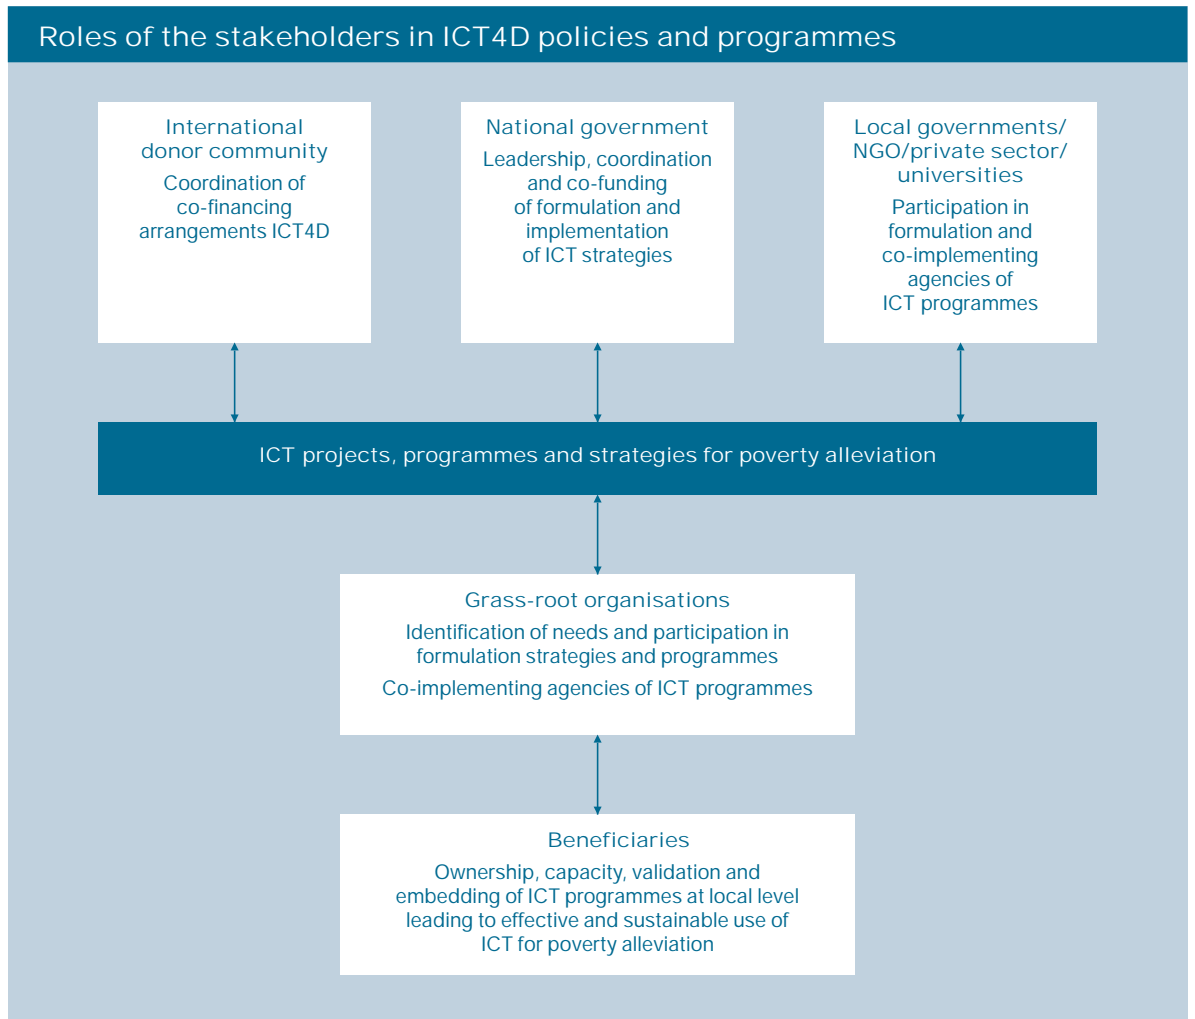 Roles of the stakeholders in ICT4D policies and programmes
International
donor community
Coordination of
co-financing
arrangements ICT4D
National government
Leadership, coordination
and co-funding
of formulation and
implementation
of ICT strategies
Local governments/
NGO/private sector/
universities
Participation in
formulation and
co-implementing
agencies of
ICT programmes
ICT projects, programmes and strategies for poverty alleviation
Grass-root organisations
Identification of needs and participation in
formulation strategies and programmes
Co-implementing agencies of ICT programmes
Beneficiaries
Ownership, capacity, validation and
embedding of ICT programmes at local level
leading to effective and sustainable use of
ICT for poverty alleviation